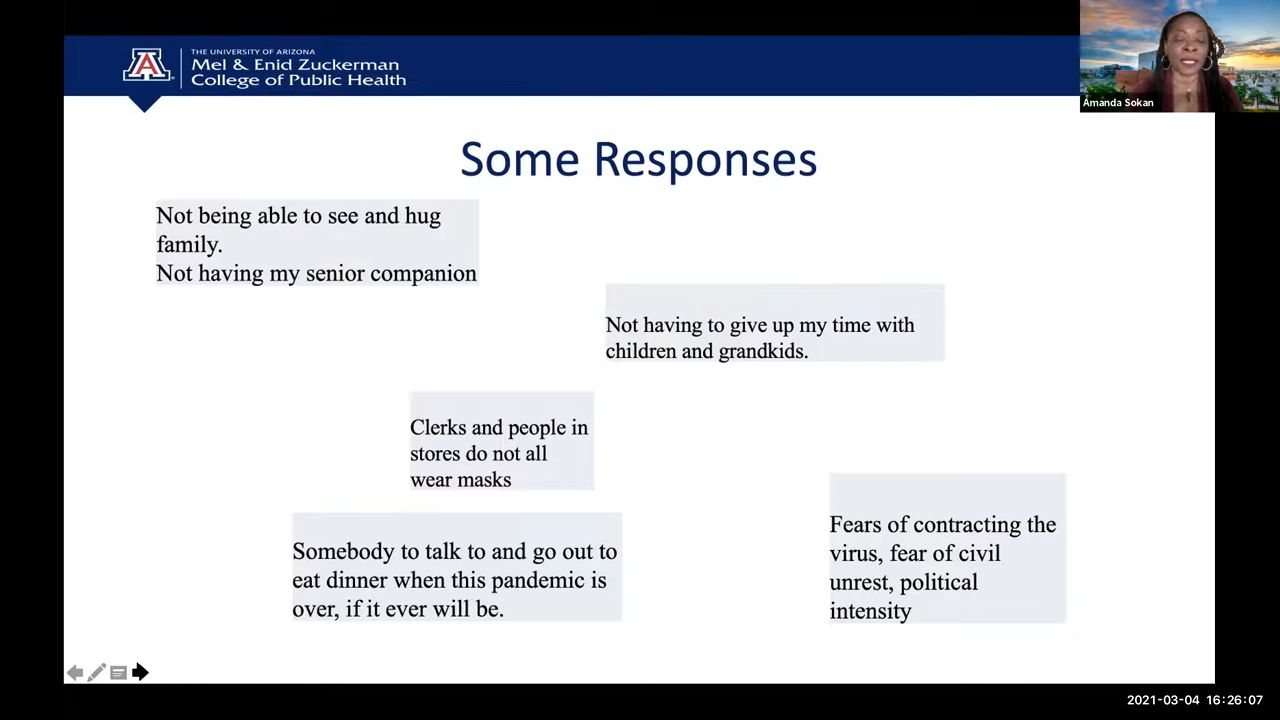 THE UNIVERSITY OF ARIZONA
Mel & Enid Zuckerman
College of Public Health
Amanda Sokan
Some Responses
Not being able to see and hug
family.
Not having my senior companion
Not having to give up my time with
children and grandkids.
Clerks and people in
stores do not all
wear masks
Somebody to talk to and go out to
eat dinner when this pandemic is
over, if it ever will be.
Fears of contracting the
virus, fear of civil
unrest, political
intensity
2021-03-04 16:26:07